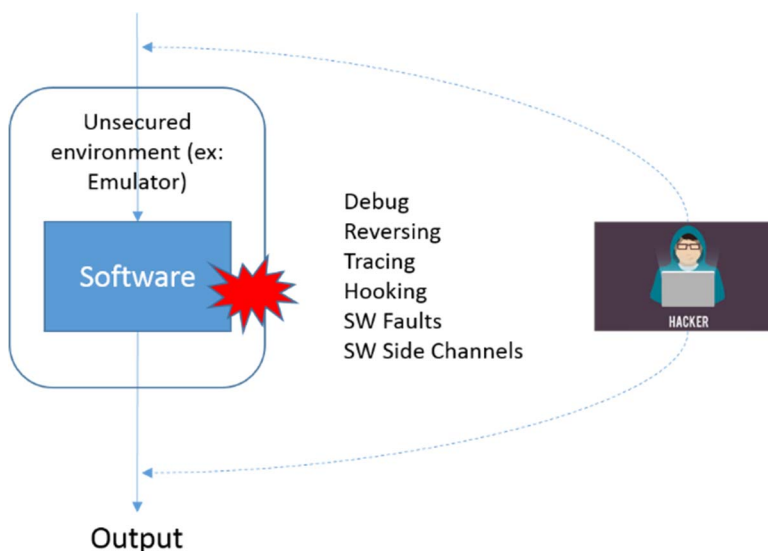 Unsecured
environment (ex:
Emulator)
Software
Debug
Reversing
Tracing
Hooking
SW Faults
SW Side Channels
HACKER
Output